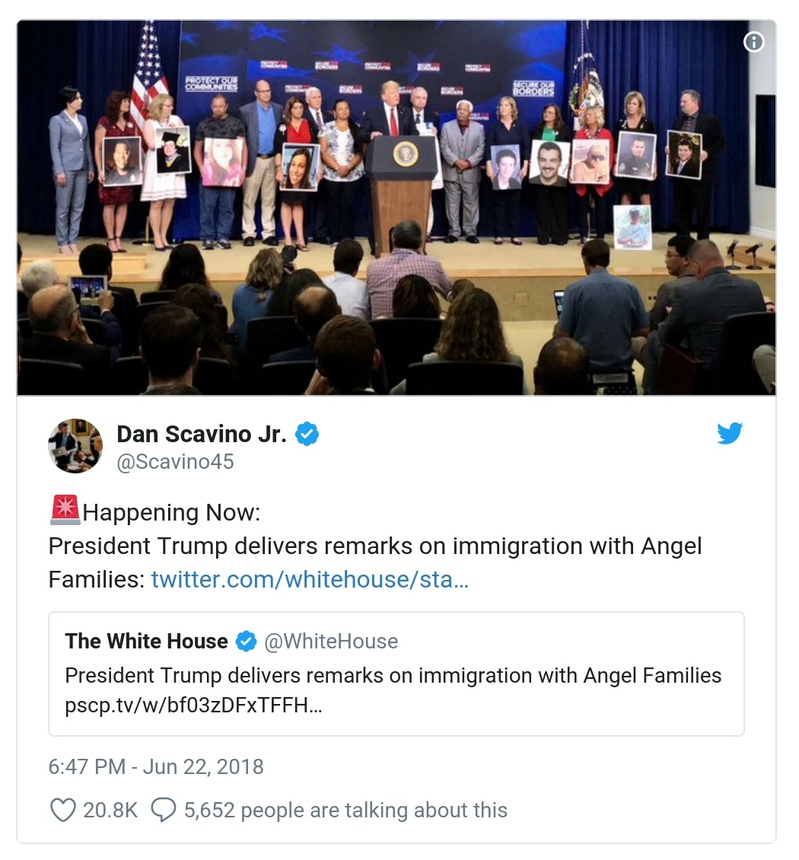 PROTECT OUR
COMMUNITIES
SECURE OUR
BORDERS
Dan Scavino Jr.
@Scavino45
🚨Happening Now:
President Trump delivers remarks on immigration with Angel
Families: twitter.com/whitehouse/sta…
The White House @WhiteHouse
President Trump delivers remarks on immigration with Angel Families
pscp.tv/w/bf03zDFxTFFH…
6:47 PM - Jun 22, 2018
20.8K 5,652 people are talking about this